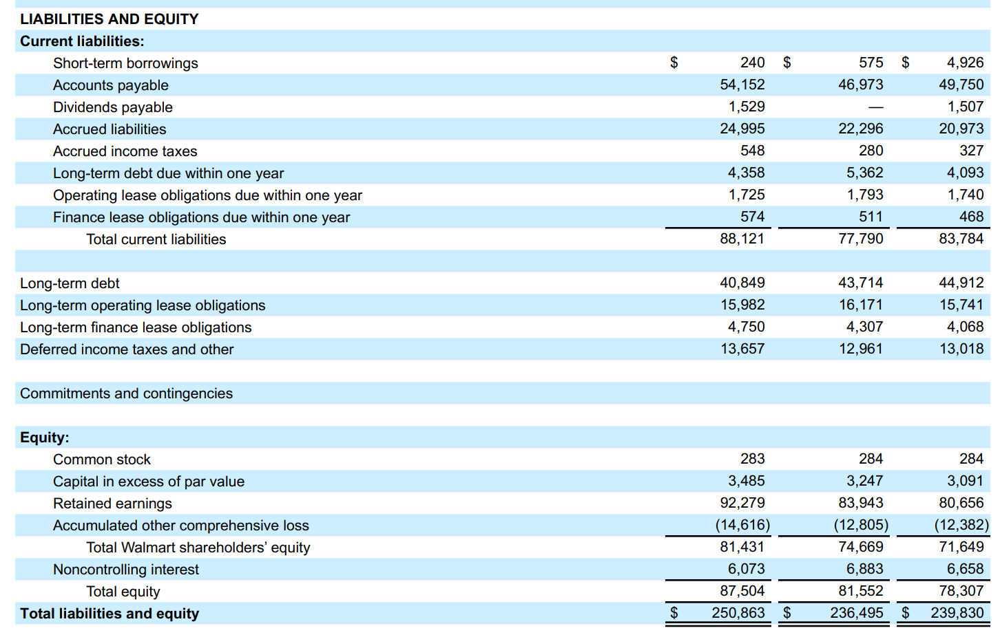 LIABILITIES AND EQUITY
Current liabilities:
Short-term borrowings $ 240 $ 575 $ 4,926
Accounts payable 54,152 46,973 49,750
Dividends payable 1,529 — 1,507
Accrued liabilities 24,995 22,296 20,973
Accrued income taxes 548 280 327
Long-term debt due within one year 4,358 5,362 4,093
Operating lease obligations due within one year 1,725 1,793 1,740
Finance lease obligations due within one year 574 511 468
Total current liabilities 88,121 77,790 83,784
Long-term debt 40,849 43,714 44,912
Long-term operating lease obligations 15,982 16,171 15,741
Long-term finance lease obligations 4,750 4,307 4,068
Deferred income taxes and other 13,657 12,961 13,018
Commitments and contingencies
Equity:
Common stock 283 284 284
Capital in excess of par value 3,485 3,247 3,091
Retained earnings 92,279 83,943 80,656
Accumulated other comprehensive loss (14,616) (12,805) (12,382)
Total Walmart shareholders’ equity 81,431 74,669 71,649
Noncontrolling interest 6,073 6,883 6,658
Total equity 87,504 81,552 78,307
Total liabilities and equity $ 250,863 $ 236,495 $ 239,830